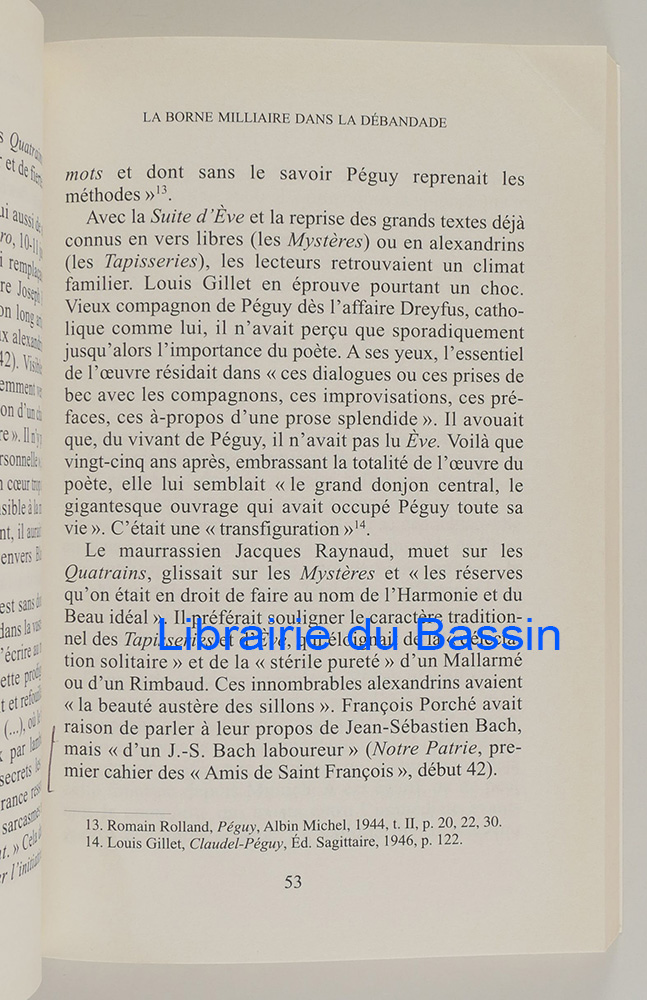 LA BORNE MILLIAIRE DANS LA DÉBANDADE
mots et dont sans le savoir Péguy reprenait les
méthodes »13.
Avec la Suite d'Ève et la reprise des grands textes déjà
connus en vers libres (les Mystères) ou en alexandrins
(les Tapisseries), les lecteurs retrouvaient un climat
familier. Louis Gillet en éprouve pourtant un choc.
Vieux compagnon de Péguy dès l'affaire Dreyfus, catho-
lique comme lui, il n'avait perçu que sporadiquement
jusqu'alors l'importance du poète. A ses yeux, l'essentiel
de l'œuvre résidait dans « ces dialogues ou ces prises de
bec avec les compagnons, ces improvisations, ces pré-
faces, ces à-propos d'une prose splendide ». Il avouait
que, du vivant de Péguy, il n'avait pas lu Ève. Voilà que
vingt-cinq ans après, embrassant la totalité de l'œuvre du
poète, elle lui semblait « le grand donjon central, le
gigantesque ouvrage qui avait occupé Péguy toute sa
vie ». C'était une « transfiguration »14.
Le maurrassien Jacques Raynaud, muet sur les
Quatrains, glissait sur les Mystères et « les réserves
qu'on était en droit de faire au nom de l'Harmonie et du
Beau idéal ». Il préférait souligner le caractère tradition-
nel des Tapisseries et d'Ève, qui éloignait de la « délecta-
Librairie du Bassin
tion solitaire » et de la « stérile pureté » d'un Mallarmé
ou d'un Rimbaud. Ces innombrables alexandrins avaient
« la beauté austère des sillons ». François Porché avait
raison de parler à leur propos de Jean-Sébastien Bach,
mais « d'un J.-S. Bach laboureur » (Notre Patrie, pre-
mier cahier des « Amis de Saint François », début 42).
13. Romain Rolland, Péguy, Albin Michel, 1944, t. II, p. 20, 22, 30.
14. Louis Gillet, Claudel-Péguy, Éd. Sagittaire, 1946, p. 122.
53